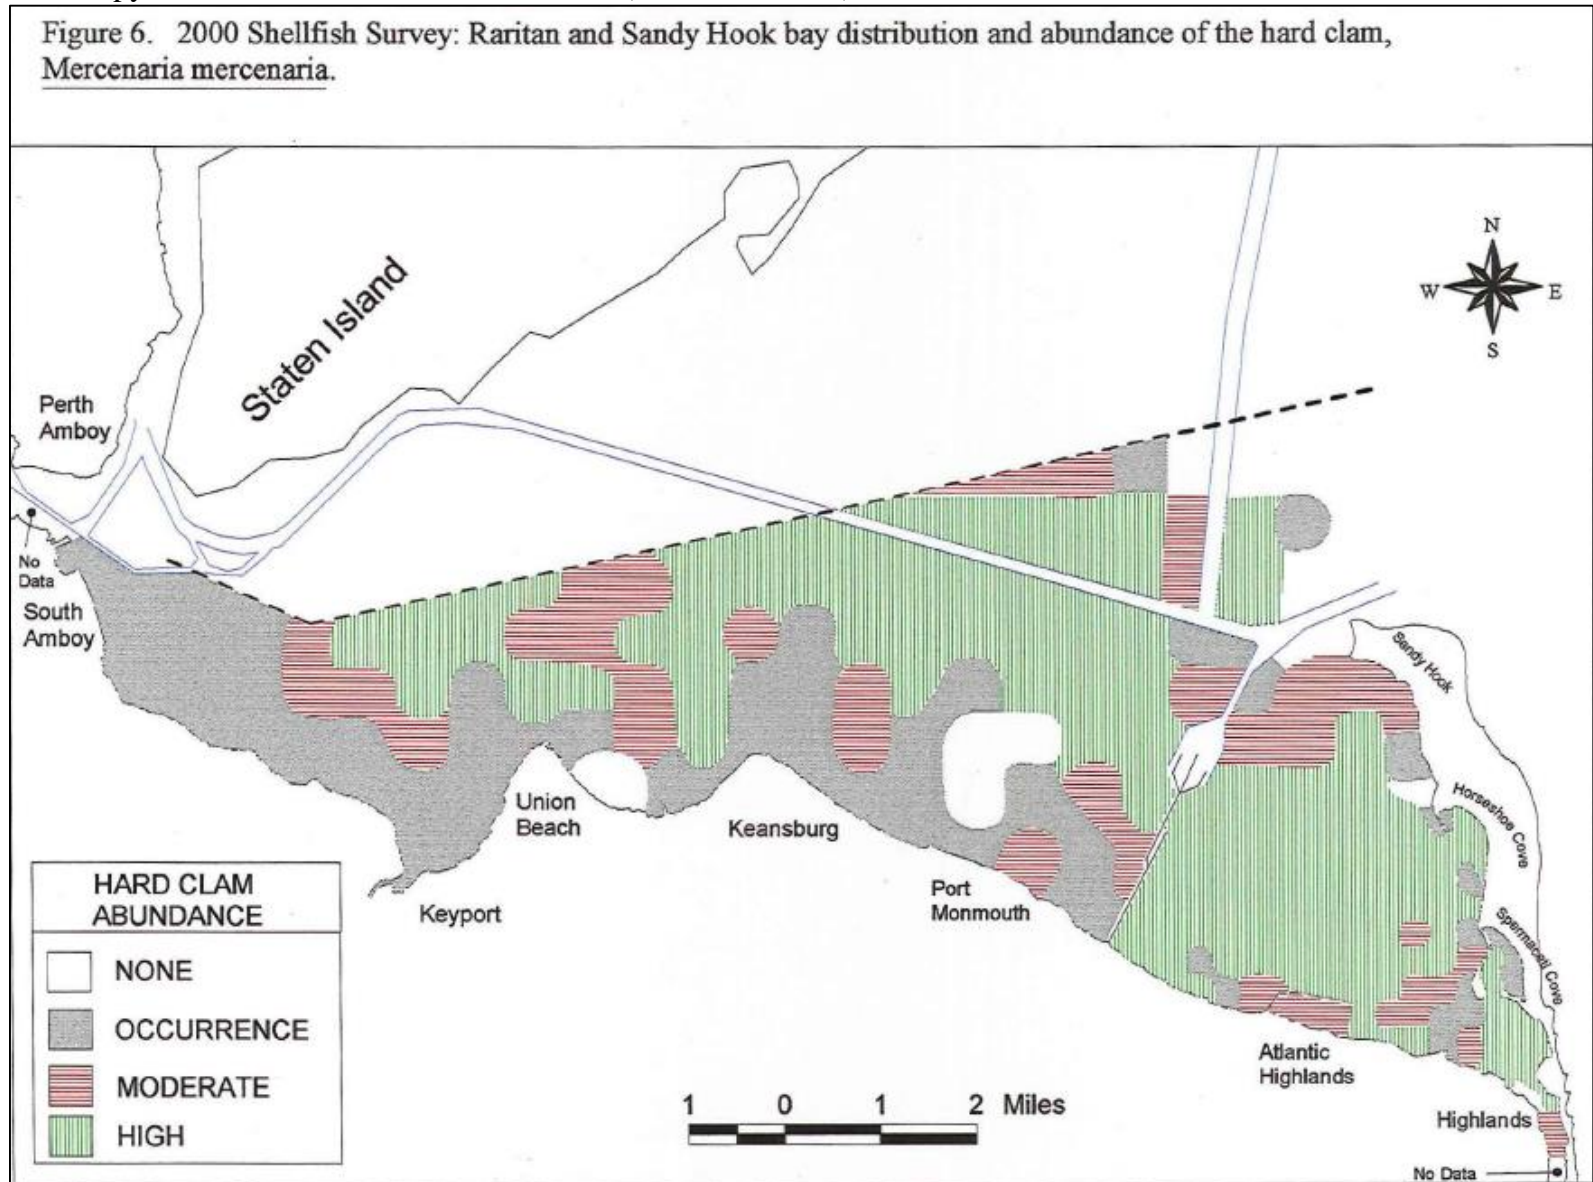 Figure 6.   2000 Shellfish Survey: Raritan and Sandy Hook bay distribution and abundance of the hard clam,
Mercenaria mercenaria.
N
W
E
S
Staten Island
Perth
Amboy
No
Data
South
Amboy
Sandy Hook
Horseshoe Cove
Spermaceti Cove
Union
Beach
Keansburg
Keyport
Port
Monmouth
Atlantic
Highlands
Highlands
No Data
HARD CLAM
ABUNDANCE
NONE
OCCURRENCE
MODERATE
HIGH
1 0 1 2 Miles